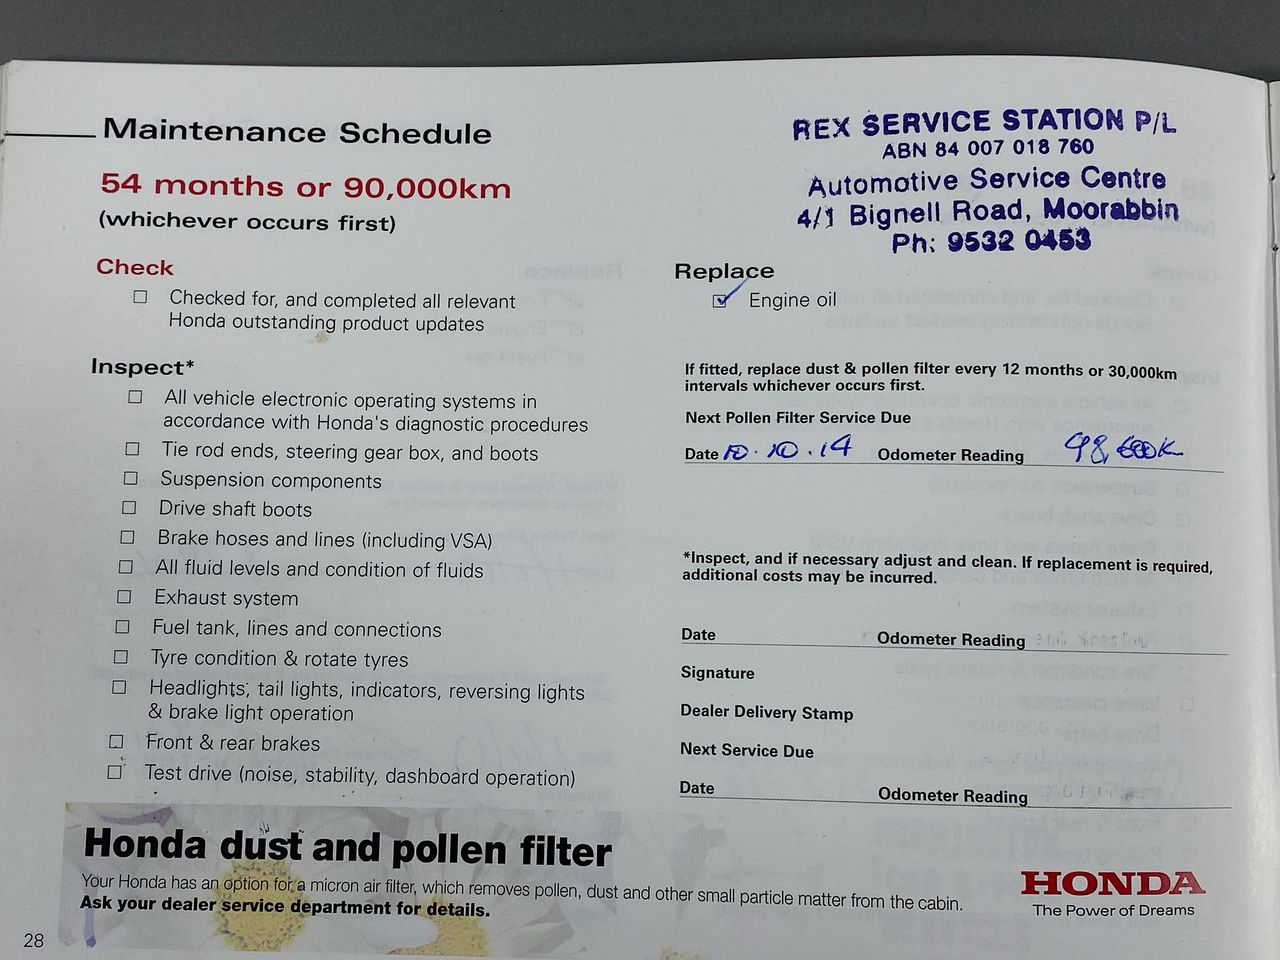 Maintenance Schedule
54 months or 90,000km
(whichever occurs first)
REX SERVICE STATION P/L
ABN 84 007 018 760
Automotive Service Centre
4/1 Bignell Road, Moorabbin
Ph: 9532 0453
Check
Checked for, and completed all relevant
Honda outstanding product updates
Inspect*
All vehicle electronic operating systems in
accordance with Honda's diagnostic procedures
Tie rod ends, steering gear box, and boots
Suspension components
Drive shaft boots
Brake hoses and lines (including VSA)
All fluid levels and condition of fluids
Exhaust system
Fuel tank, lines and connections
Tyre condition & rotate tyres
Headlights, tail lights, indicators, reversing lights
& brake light operation
Front & rear brakes
Test drive (noise, stability, dashboard operation)
Replace
Engine oil
If fitted, replace dust & pollen filter every 12 months or 30,000km
intervals whichever occurs first.
Next Pollen Filter Service Due
Date 10.10.14 Odometer Reading
*Inspect, and if necessary adjust and clean. If replacement is required,
additional costs may be incurred.
Date Odometer Reading
Signature
Dealer Delivery Stamp
Next Service Due
Date Odometer Reading
Honda dust and pollen filter
Your Honda has an option for a micron air filter, which removes pollen, dust and other small particle matter from the cabin.
Ask your dealer service department for details.
HONDA
The Power of Dreams
28